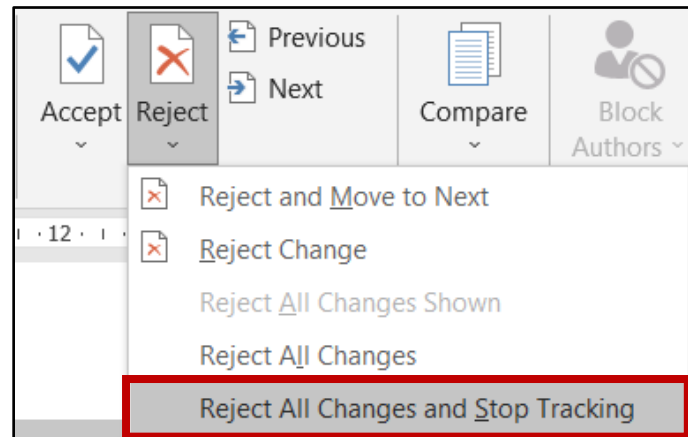 Accept
Reject
Previous
Next
Compare
Block
Authors
12
Reject and Move to Next
Reject Change
Reject All Changes Shown
Reject All Changes
Reject All Changes and Stop Tracking